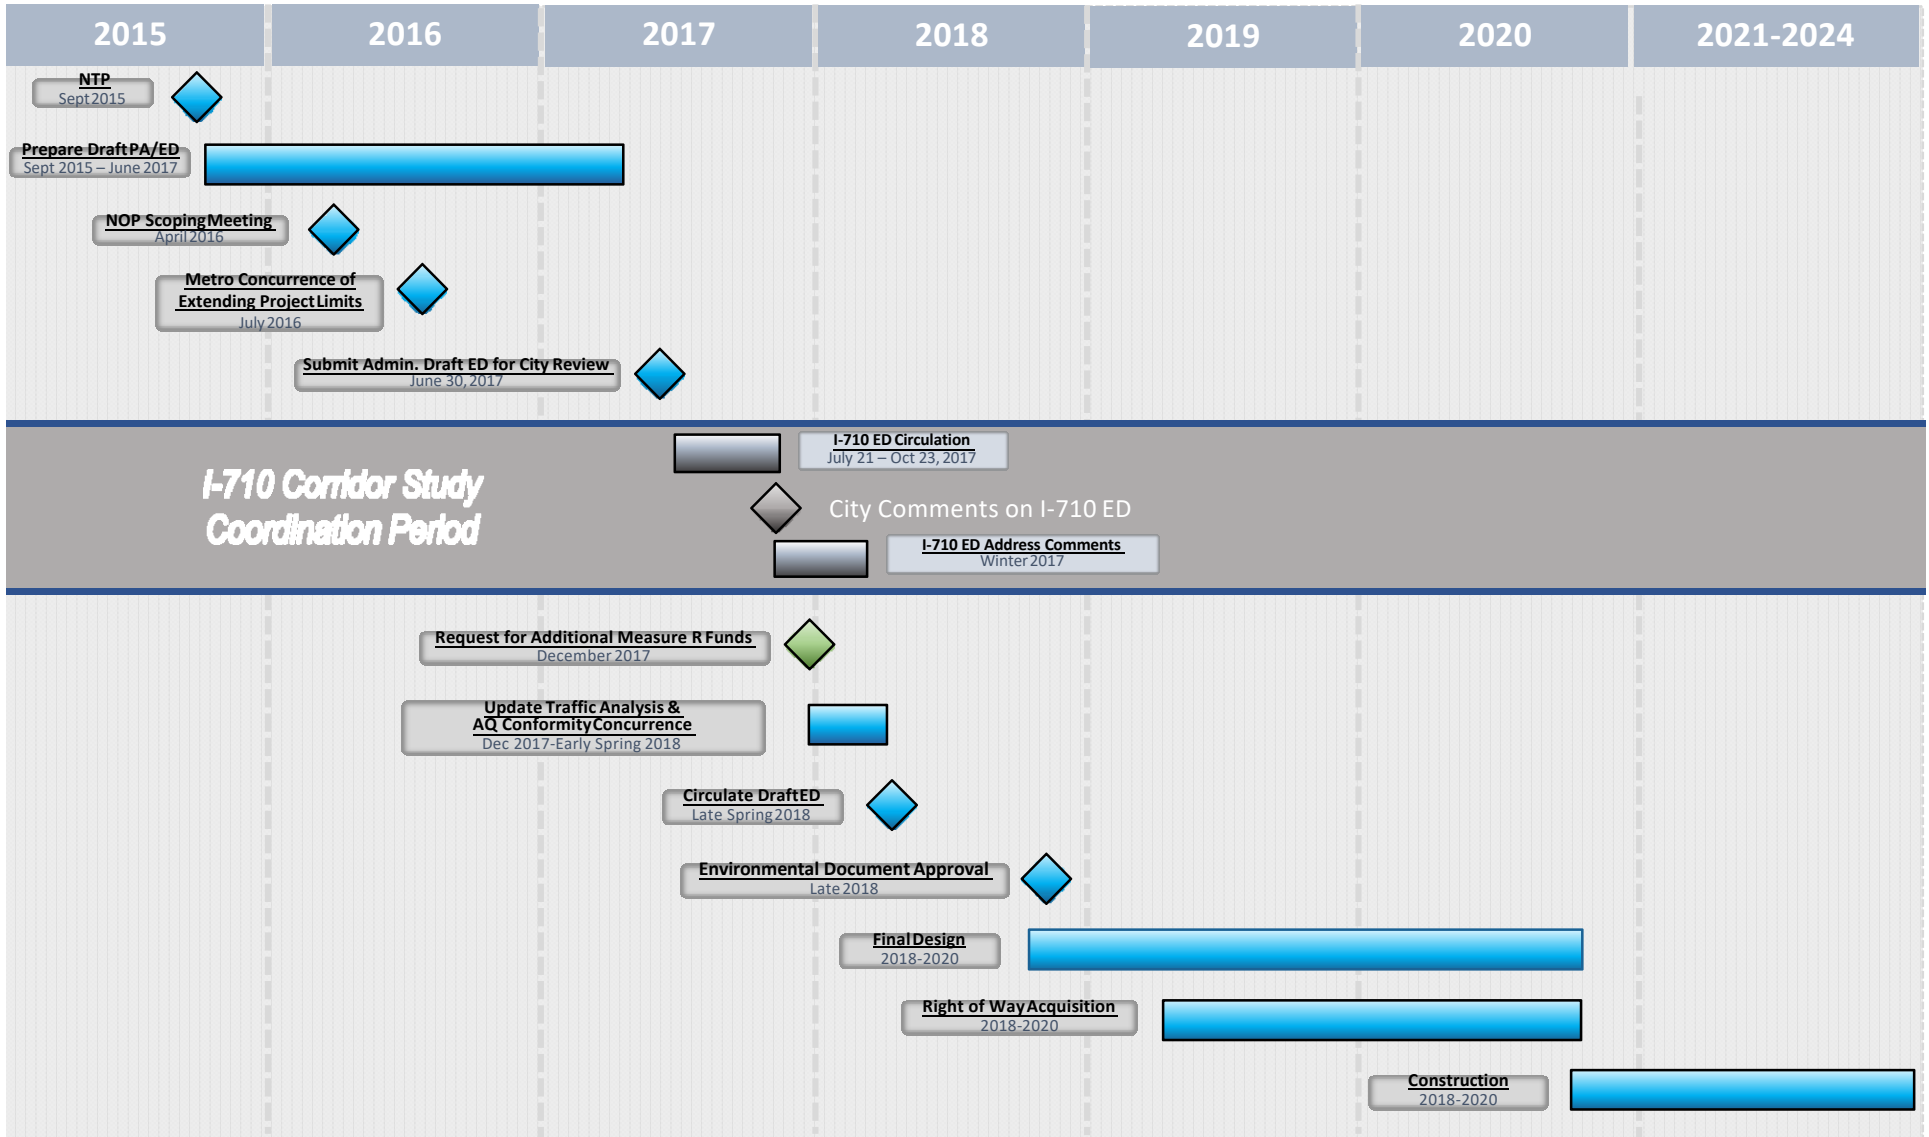 2015 2016 2017 2018 2019 2020 2021-2024
NTP
Sept 2015
Prepare Draft PA/ED
Sept 2015 – June 2017
NOP Scoping Meeting
April 2016
Metro Concurrence of
Extending Project Limits
July 2016
Submit Admin. Draft ED for City Review
June 30, 2017
I-710 Corridor Study
Coordination Period
I-710 ED Circulation
July 21 – Oct 23, 2017
City Comments on I-710 ED
I-710 ED Address Comments
Winter 2017
Request for Additional Measure R Funds
December 2017
Update Traffic Analysis &
AQ Conformity Concurrence
Dec 2017-Early Spring 2018
Circulate Draft ED
Late Spring 2018
Environmental Document Approval
Late 2018
Final Design
2018-2020
Right of Way Acquisition
2018-2020
Construction
2018-2020